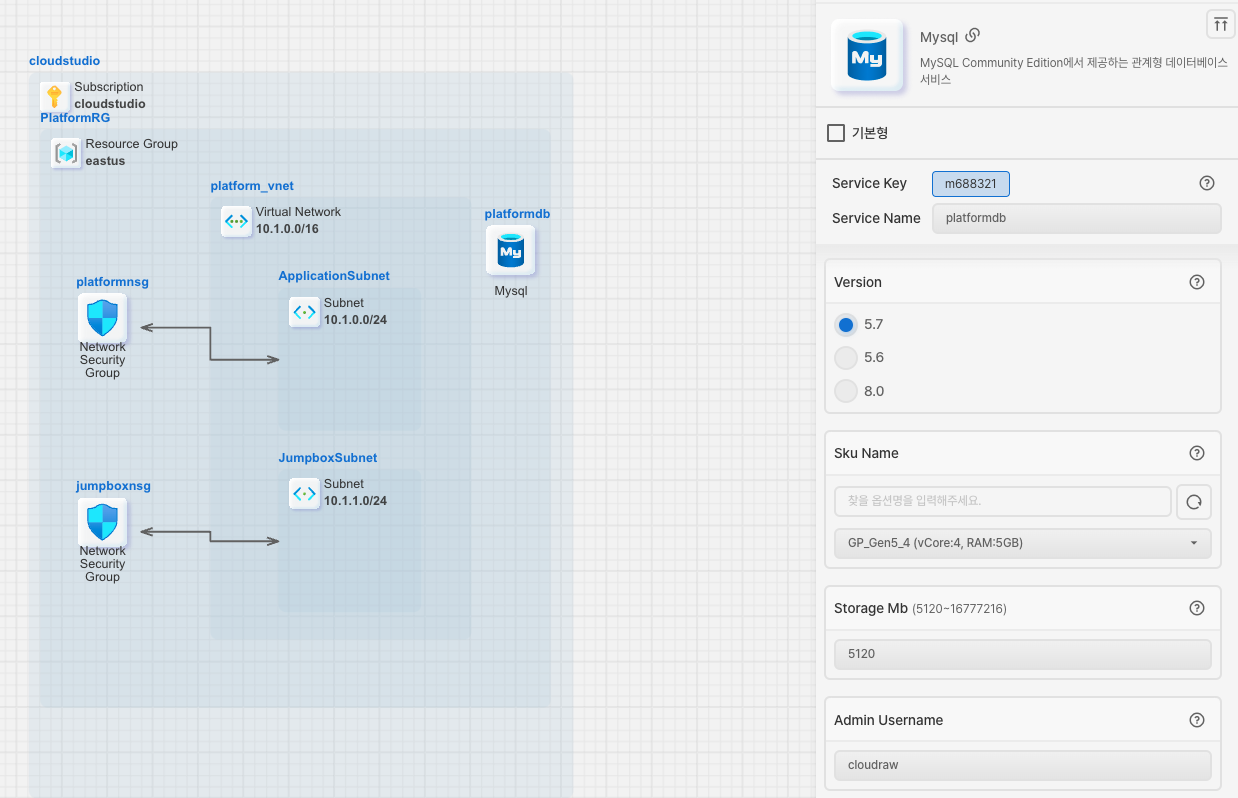 cloudstudio
Subscription
cloudstudio
PlatformRG
Resource Group
eastus
platform_vnet
Virtual Network
10.1.0.0/16
platformdb
My
Mysql
platformnsg
Network
Security
Group
ApplicationSubnet
Subnet
10.1.0.0/24
jumpboxnsg
Network
Security
Group
JumpboxSubnet
Subnet
10.1.1.0/24
My
Mysql
MySQL Community Edition에서 제공하는 관계형 데이터베이스
서비스
기본형
Service Key
m688321
?
Service Name
platformdb
Version
?
5.7
5.6
8.0
Sku Name
?
찾을 옵션명을 입력해주세요.
GP_Gen5_4 (vCore:4, RAM:5GB)
Storage Mb (5120~16777216)
?
5120
Admin Username
?
cloudraw